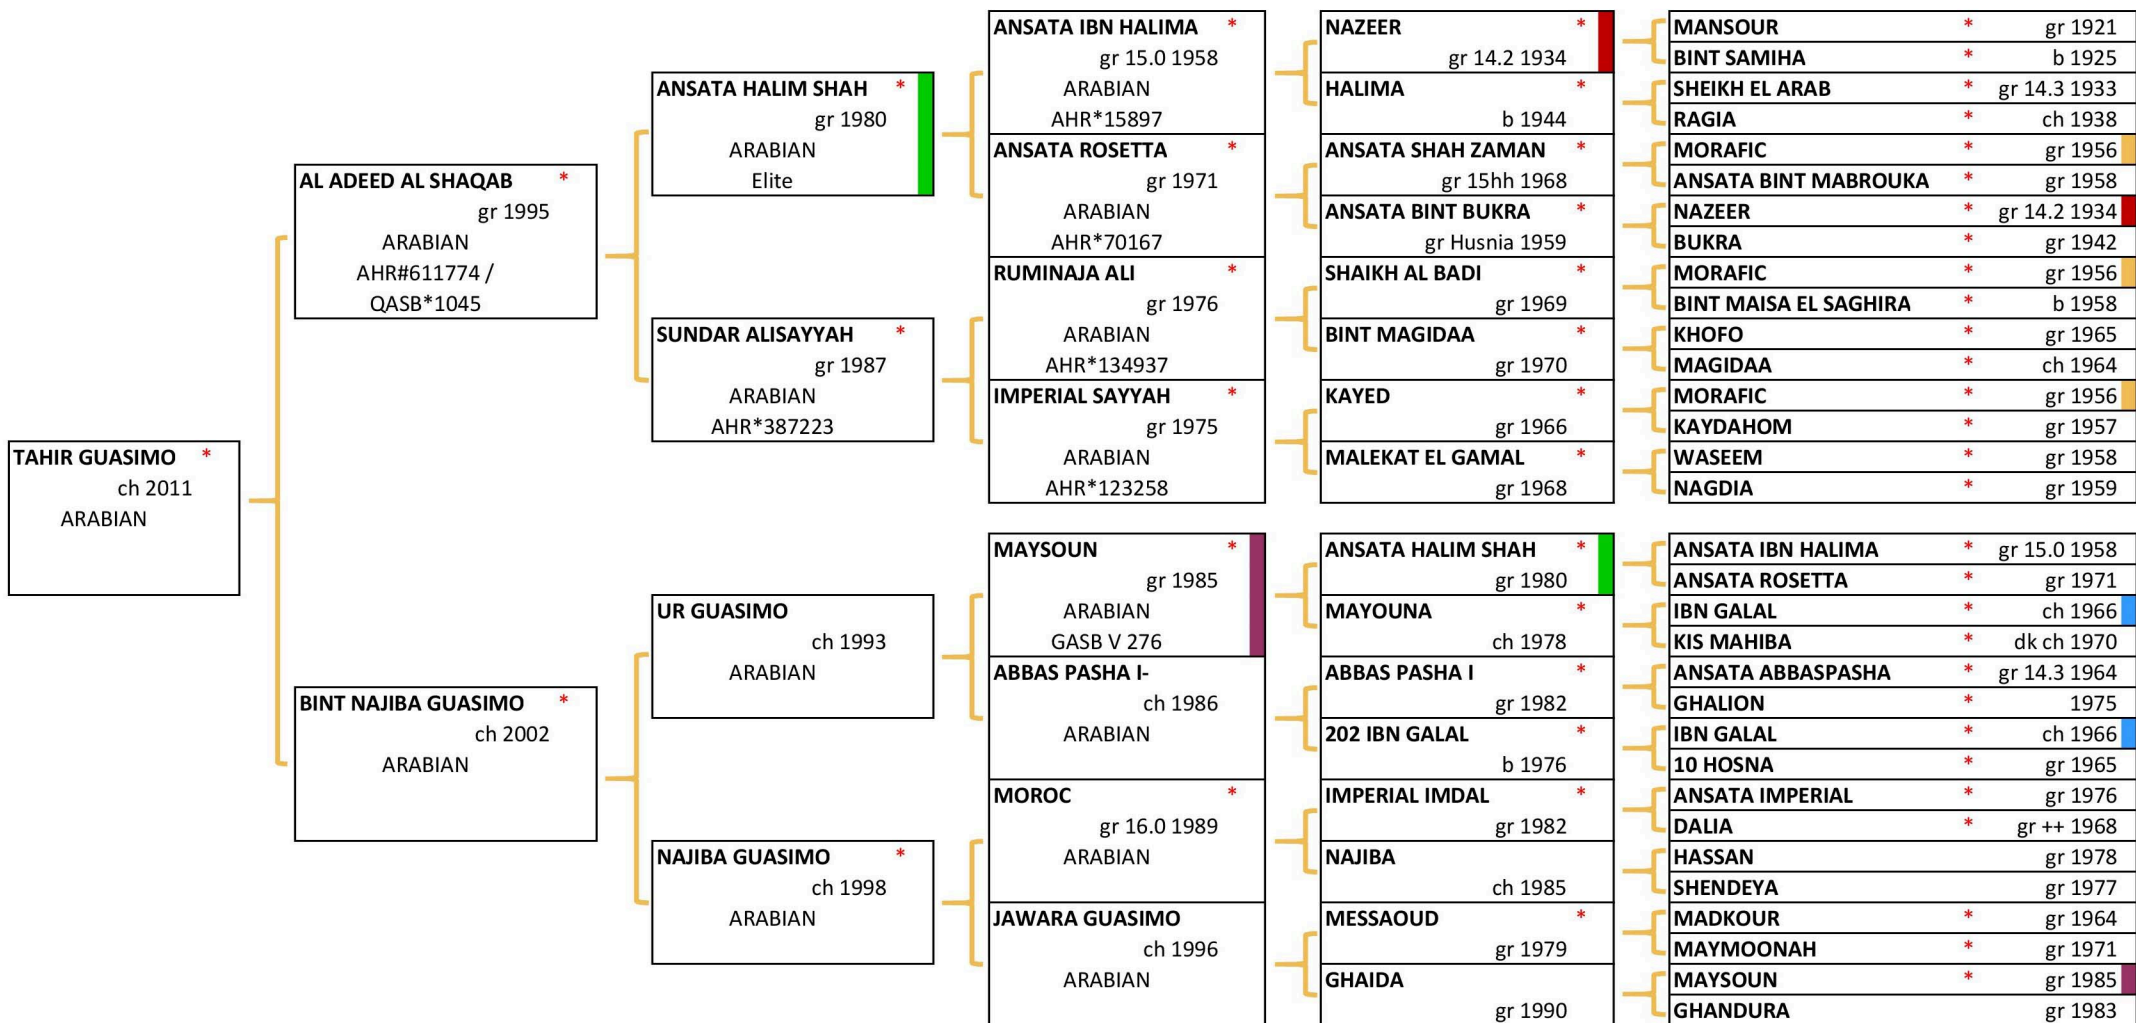 TAHIR GUASIMO *
ch 2011
ARABIAN
AL ADEED AL SHAQAB *
gr 1995
ARABIAN
AHR#611774 /
QASB*1045
BINT NAJIBA GUASIMO *
ch 2002
ARABIAN
ANSATA HALIM SHAH *
gr 1980
ARABIAN
Elite
SUNDAR ALISAYYAH *
gr 1987
ARABIAN
AHR*387223
UR GUASIMO
ch 1993
ARABIAN
NAJIBA GUASIMO *
ch 1998
ARABIAN
ANSATA IBN HALIMA *
gr 15.0 1958
ARABIAN
AHR*15897
ANSATA ROSETTA *
gr 1971
ARABIAN
AHR*70167
RUMINAJA ALI *
gr 1976
ARABIAN
AHR*134937
IMPERIAL SAYYAH *
gr 1975
ARABIAN
AHR*123258
MAYSOUN *
gr 1985
ARABIAN
GASB V 276
ABBAS PASHA I-
ch 1986
ARABIAN
MOROC *
gr 16.0 1989
ARABIAN
JAWARA GUASIMO
ch 1996
ARABIAN
NAZEER *
gr 14.2 1934
HALIMA *
b 1944
ANSATA SHAH ZAMAN *
gr 15hh 1968
ANSATA BINT BUKRA *
gr Husnia 1959
SHAIKH AL BADI *
gr 1969
BINT MAGIDAA *
gr 1970
KAYED *
gr 1966
MALEKAT EL GAMAL *
gr 1968
ANSATA HALIM SHAH *
gr 1980
MAYOUNA *
ch 1978
ABBAS PASHA I *
gr 1982
202 IBN GALAL *
b 1976
IMPERIAL IMDAL *
gr 1982
NAJIBA
ch 1985
MESSAOUD *
gr 1979
GHAIDA
gr 1990
MANSOUR * gr 1921
BINT SAMIHA * b 1925
SHEIKH EL ARAB * gr 14.3 1933
RAGIA * ch 1938
MORAFIC * gr 1956
ANSATA BINT MABROUKA * gr 1958
NAZEER * gr 14.2 1934
BUKRA * gr 1942
MORAFIC * gr 1956
BINT MAISA EL SAGHIRA * b 1958
KHOFO * gr 1965
MAGIDAA * ch 1964
MORAFIC * gr 1956
KAYDAHOM * gr 1957
WASEEM * gr 1958
NAGDIA * gr 1959
ANSATA IBN HALIMA * gr 15.0 1958
ANSATA ROSETTA * gr 1971
IBN GALAL * ch 1966
KIS MAHIBA * dk ch 1970
ANSATA ABBASPASHA * gr 14.3 1964
GHALION * 1975
IBN GALAL * ch 1966
10 HOSNA * gr 1965
ANSATA IMPERIAL * gr 1976
DALIA * gr ++ 1968
HASSAN gr 1978
SHENDEYA gr 1977
MADKOUR * gr 1964
MAYMOONAH * gr 1971
MAYSOUN * gr 1985
GHANDURA gr 1983